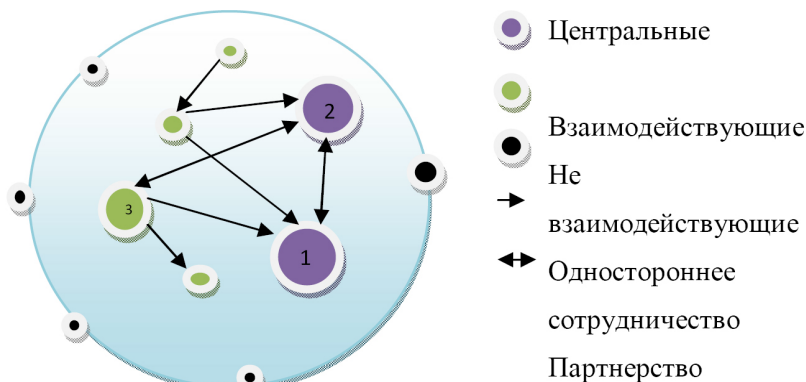 2
3
1
Центральные
Взаимодействующие
Не
взаимодействующие
Одностороннее
сотрудничество
Партнерство